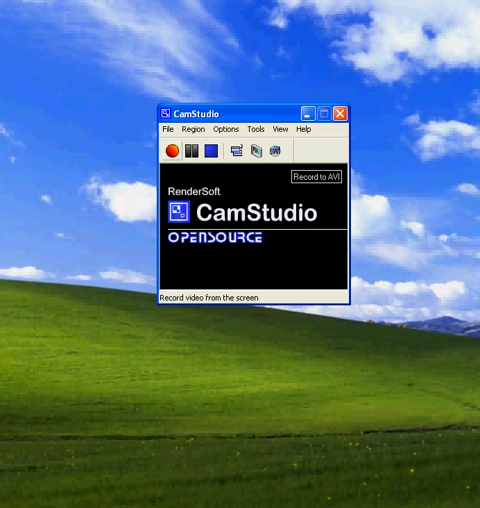 CamStudio
File Region Options Tools View Help
Record to AVI
RenderSoft
CamStudio
OPENSOURCE
Record video from the screen